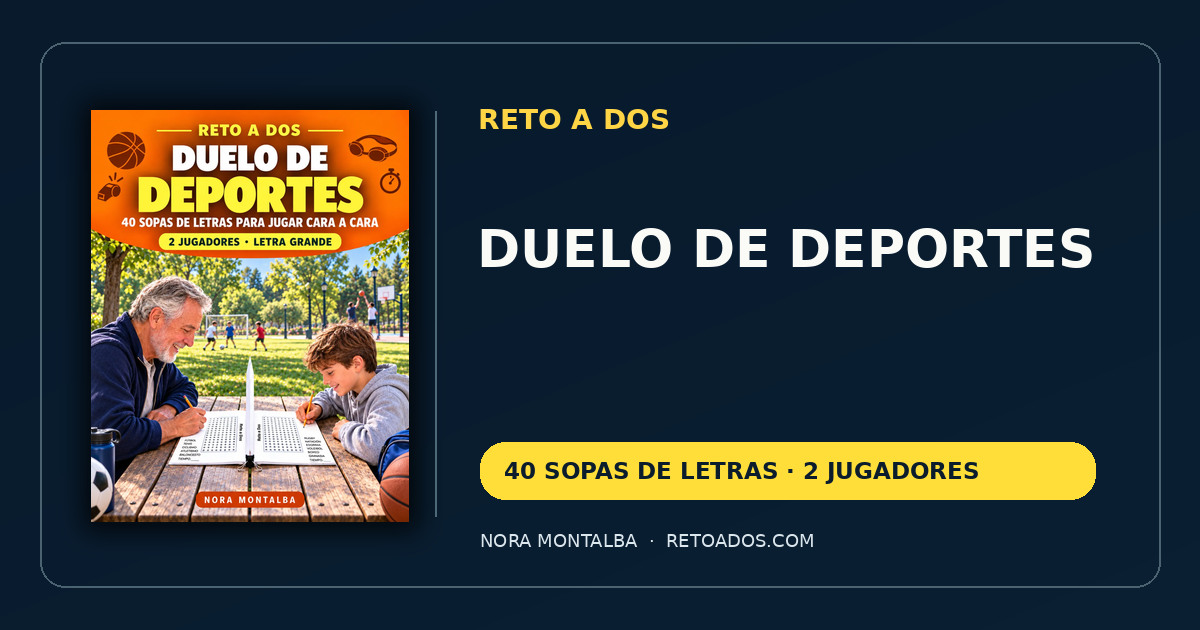 RETO A DOS
DUELO DE
DEPORTES
40 SOPAS DE LETRAS PARA JUGAR CARA A CARA
2 JUGADORES • LETRA GRANDE
NORA MONTALBA
RETO A DOS
DUELO DE DEPORTES
40 SOPAS DE LETRAS · 2 JUGADORES
NORA MONTALBA · RETOADOS.COM